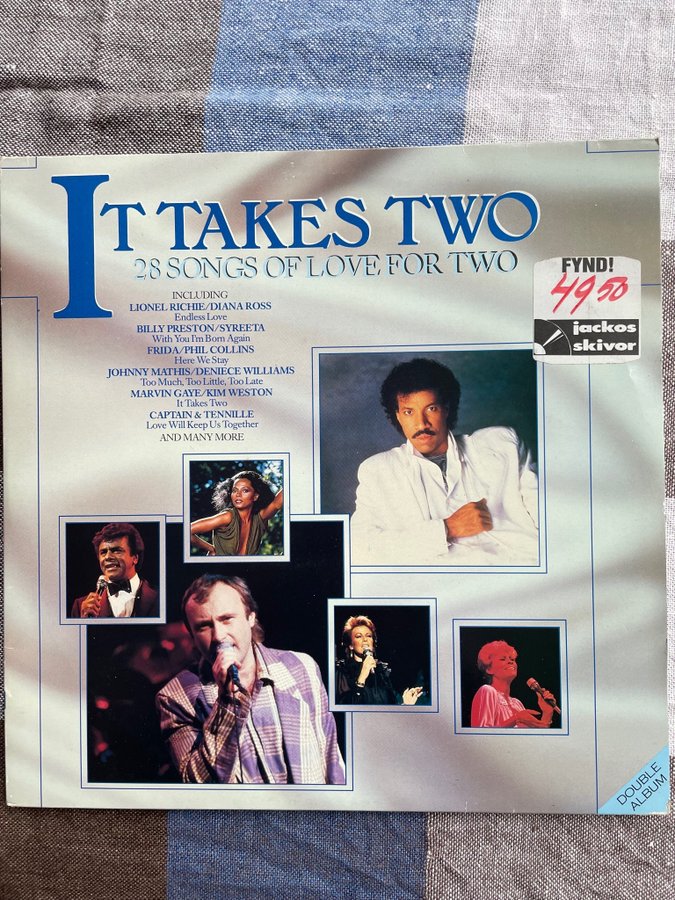 IT TAKES TWO
28 SONGS OF LOVE FOR TWO
INCLUDING
LIONEL RICHIE/DIANA ROSS
Endless Love
BILLY PRESTON/SYREETA
With You I'm Born Again
FRIDA/PHIL COLLINS
Here We Stay
JOHNNY MATHIS/DENIECE WILLIAMS
Too Much, Too Little, Too Late
MARVIN GAYE/KIM WESTON
It Takes Two
CAPTAIN & TENNILLE
Love Will Keep Us Together
AND MANY MORE
FYND!
49 50
jackos
skivor
DOUBLE
ALBUM